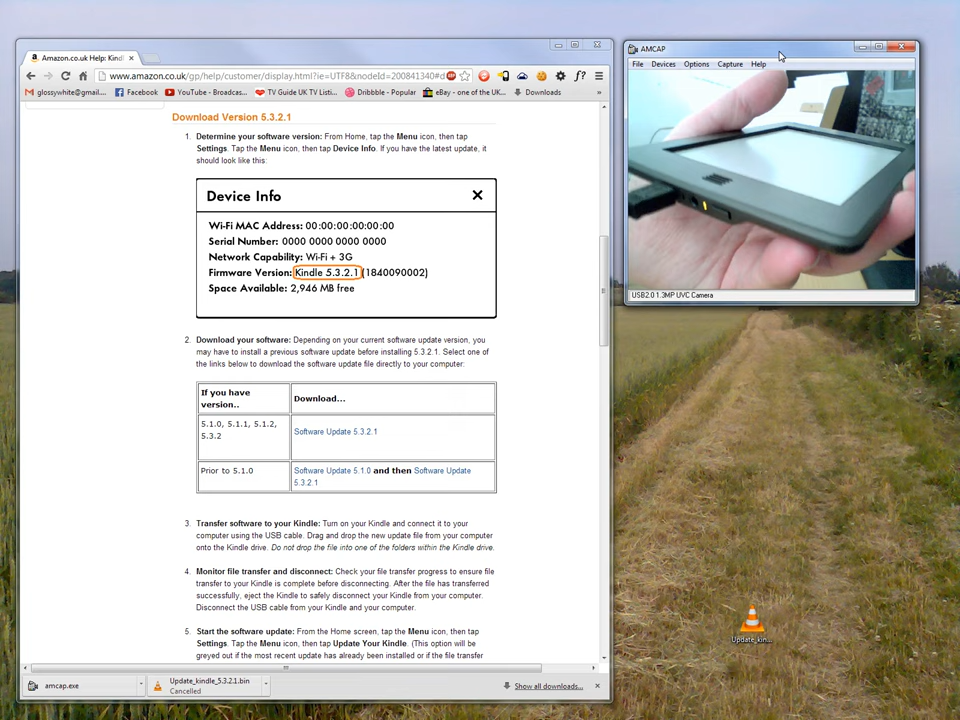 Amazon.co.uk Help: Kindl
www.amazon.co.uk/gp/help/customer/display.html?ie=UTF8&nodeId=200841340#d
glossywhite@gmail....
Facebook
YouTube - Broadcas...
TV Guide UK TV Listi...
Dribbble - Popular
eBay - one of the UK...
Downloads
Download Version 5.3.2.1
1. Determine your software version: From Home, tap the Menu icon, then tap
Settings. Tap the Menu icon, then tap Device Info. If you have the latest update, it
should look like this:
Device Info
Wi-Fi MAC Address: 00:00:00:00:00:00
Serial Number: 0000 0000 0000 0000
Network Capability: Wi-Fi + 3G
Firmware Version: Kindle 5.3.2.1 (1840090002)
Space Available: 2,946 MB free
2. Download your software: Depending on your current software update version, you
may have to install a previous software update before installing 5.3.2.1. Select one of
the links below to download the software update file directly to your computer:
If you have
version..
Download...
5.1.0, 5.1.1, 5.1.2,
5.3.2
Software Update 5.3.2.1
Prior to 5.1.0
Software Update 5.1.0 and then Software Update
5.3.2.1
3. Transfer software to your Kindle: Turn on your Kindle and connect it to your
computer using the USB cable. Drag and drop the new update file from your computer
onto the Kindle drive. Do not drop the file into one of the folders within the Kindle drive.
4. Monitor file transfer and disconnect: Check your file transfer progress to ensure file
transfer to your Kindle is complete before disconnecting. After the file has transferred
successfully, eject the Kindle to safely disconnect your Kindle from your computer.
Disconnect the USB cable from your Kindle and your computer.
5. Start the software update: From the Home screen, tap the Menu icon, then tap
Settings. Tap the Menu icon, then tap Update Your Kindle. (This option will be
greyed out if the most recent update has already been installed or if the file transfer
amcap.exe
Update_kindle_5.3.2.1.bin
Cancelled
Show all downloads...
AMCAP
File Devices Options Capture Help
USB2.0 1.3MP UVC Camera
Update_kin...